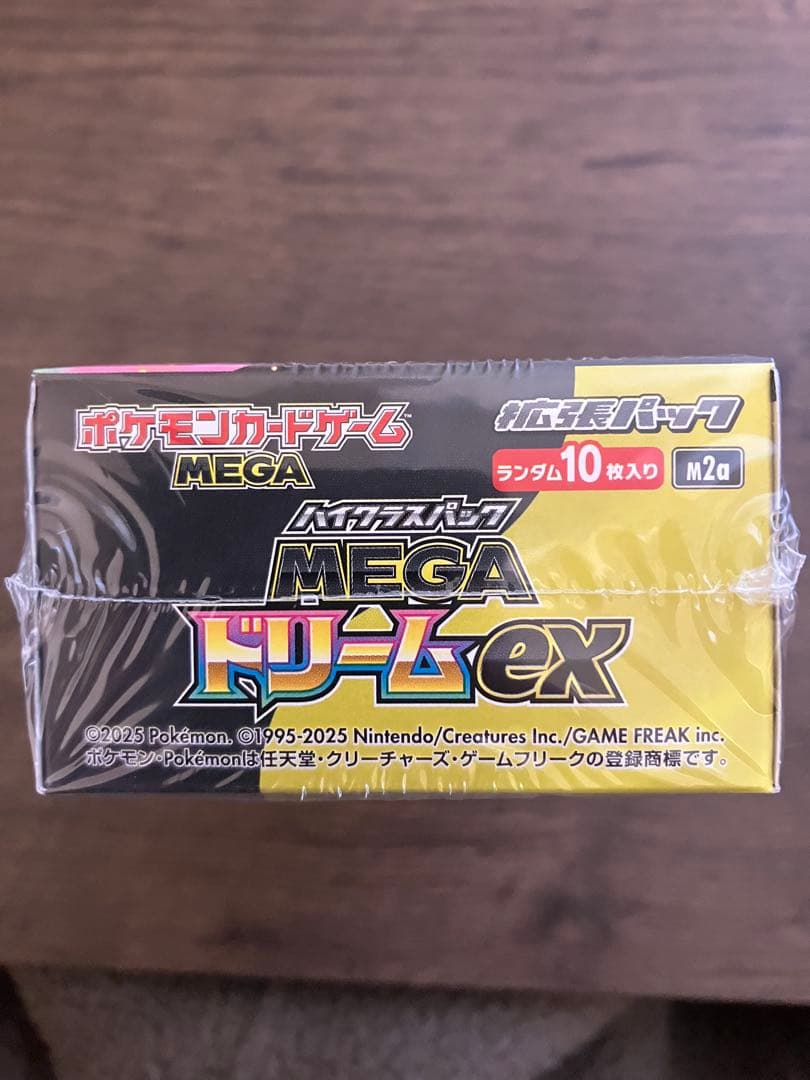 ポケモンカードゲーム™
MEGA
拡張パック
ランダム10枚入り
M2a
ハイクラスパック
MEGA
ドリームex
©2025 Pokémon. ©1995-2025 Nintendo/Creatures Inc./GAME FREAK inc.
ポケモン・Pokémonは任天堂・クリーチャーズ・ゲームフリークの登録商標です。